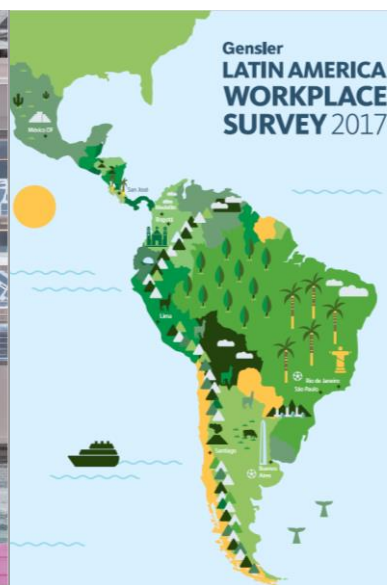 Gensler
LATIN AMERICA
WORKPLACE
SURVEY 2017
México DF
San José
Bogotá
Lima
Rio de Janeiro
São Paulo
Santiago
Buenos
Aires